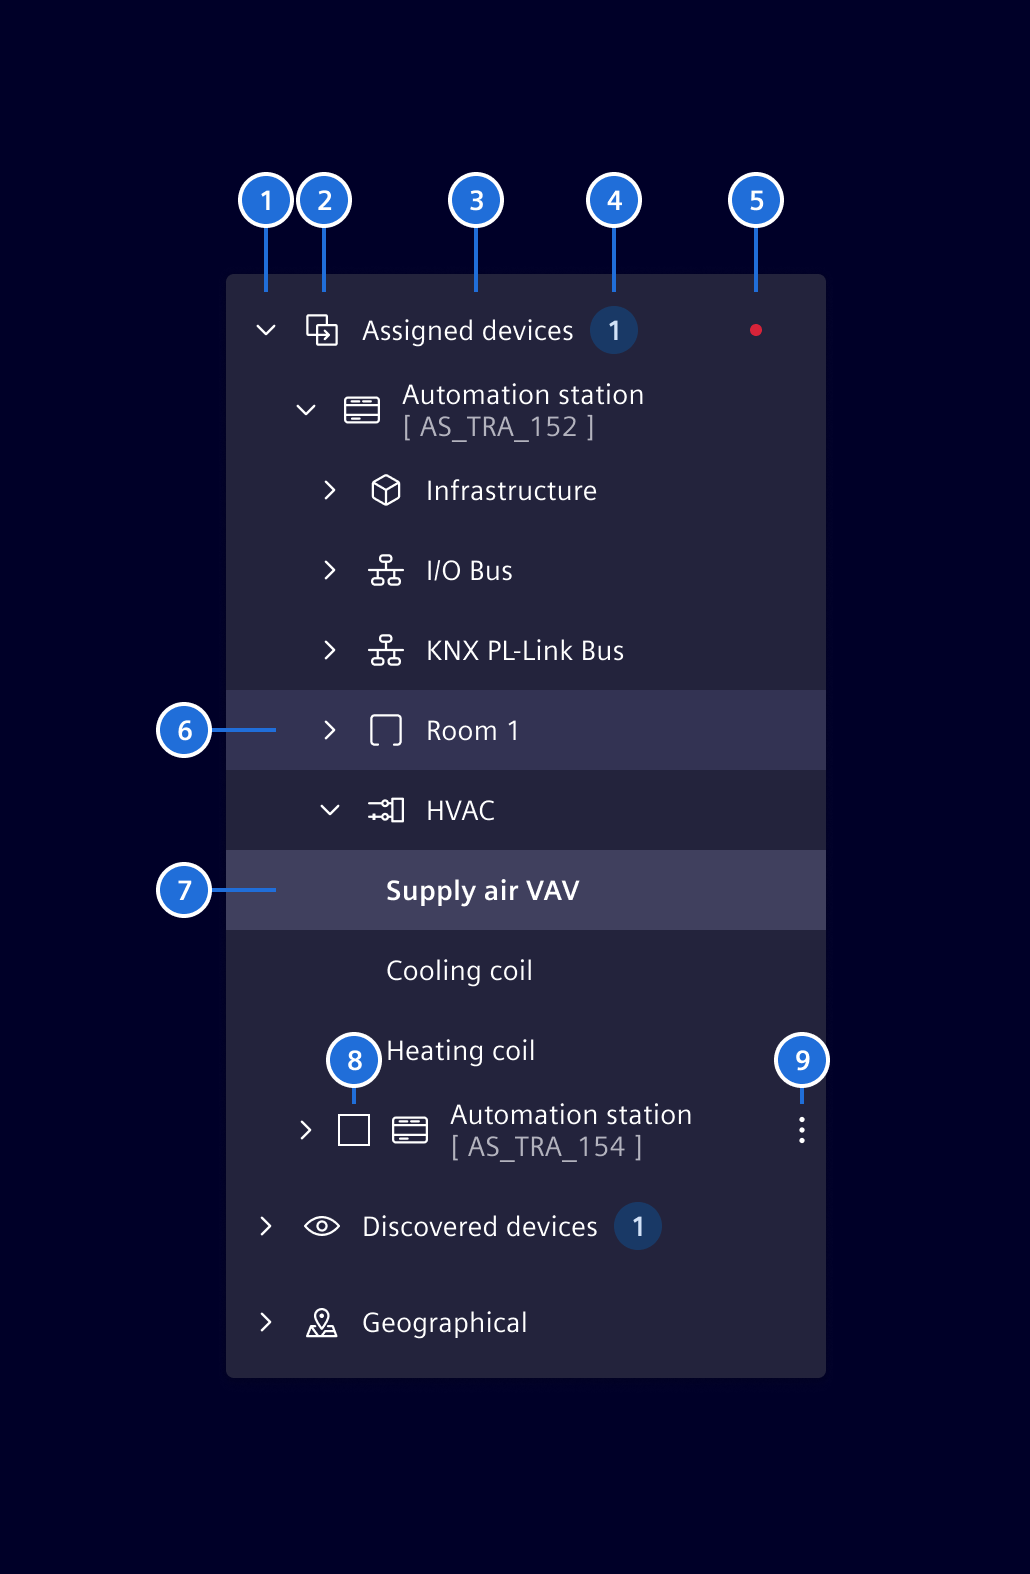 1 2 3 4 5
Assigned devices 1
Automation station
[ AS_TRA_152 ]
Infrastructure
I/O Bus
KNX PL-Link Bus
6 Room 1
HVAC
7 Supply air VAV
Cooling coil
8 Heating coil 9
Automation station
[ AS_TRA_154 ]
Discovered devices 1
Geographical